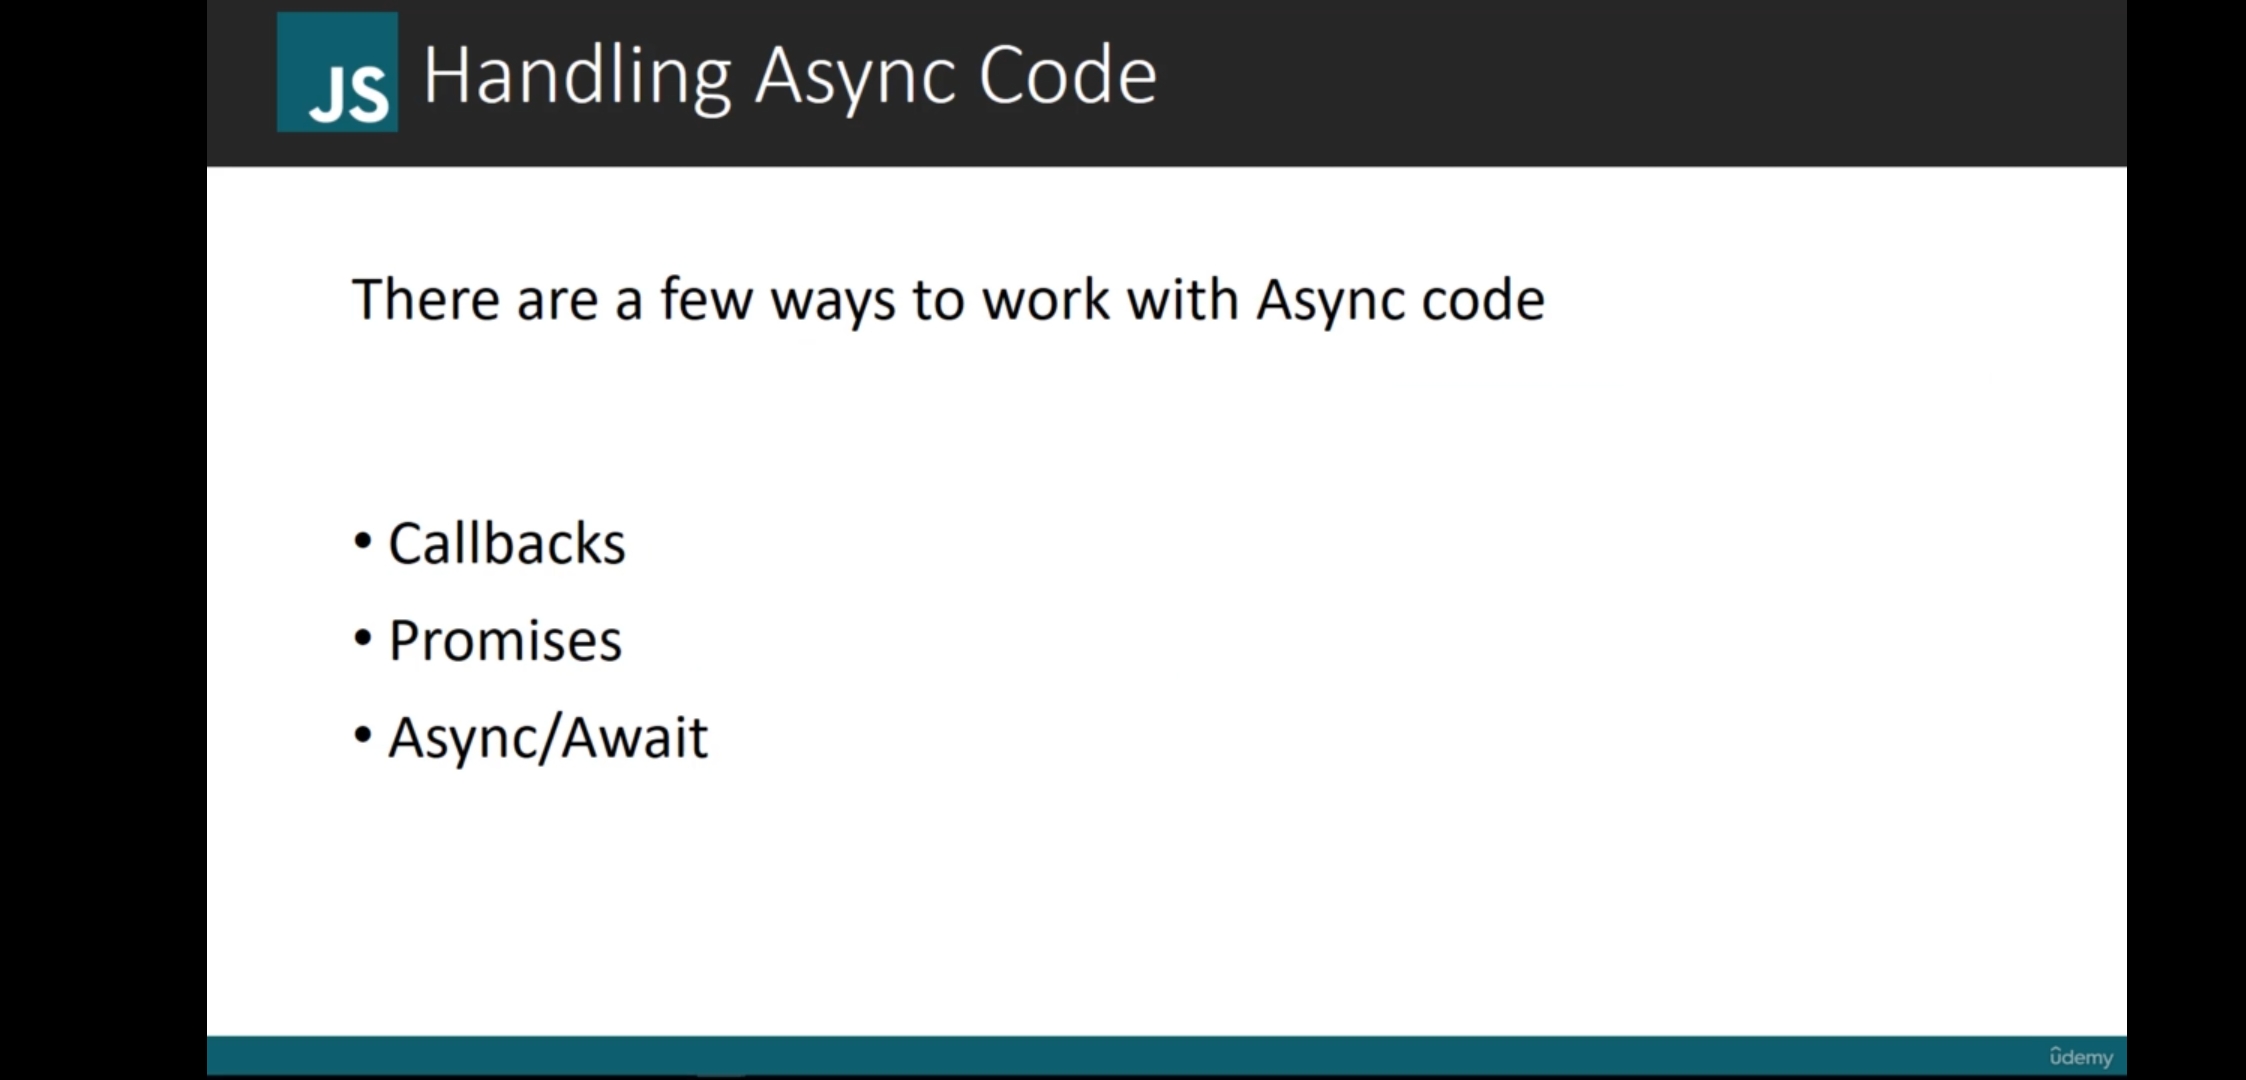 JS Handling Async Code
There are a few ways to work with Async code
• Callbacks
• Promises
• Async/Await
ûdemy